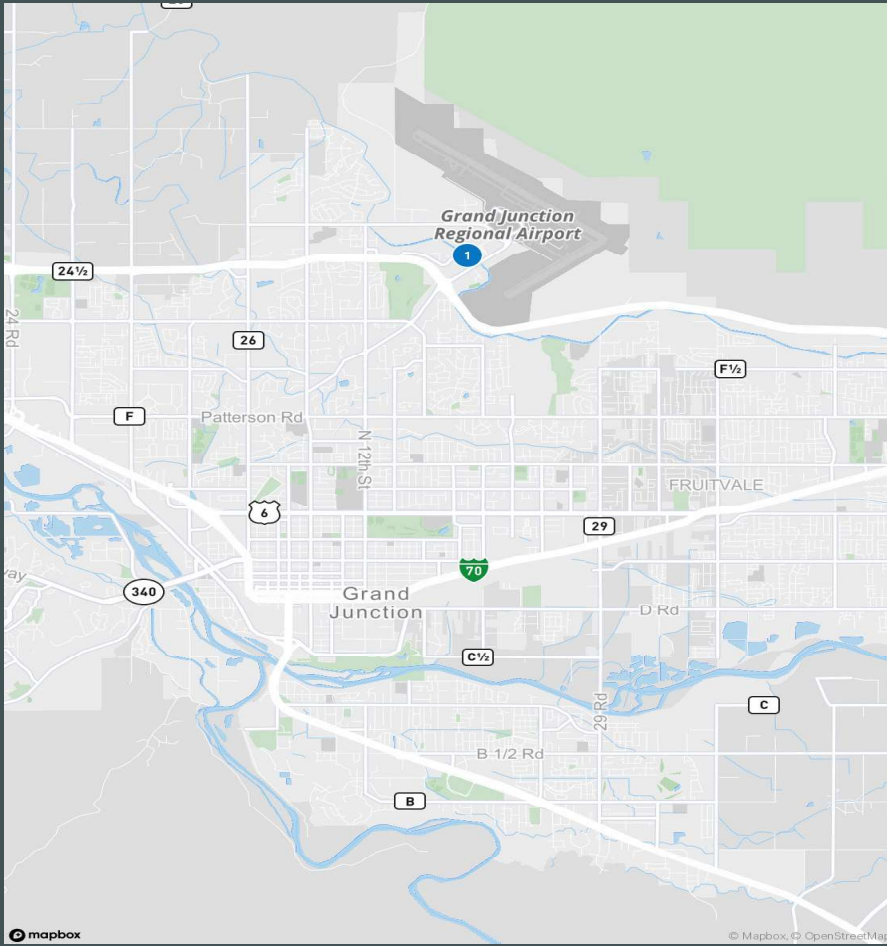 Grand Junction
Regional Airport
1
24½
24 Rd
26
F½
F
Patterson Rd
N 12th St
FRUITVALE
6
29
70
340
Grand
Junction
D Rd
C½
29 Rd
C
B 1/2 Rd
B
mapbox
© Mapbox, © OpenStreetMap